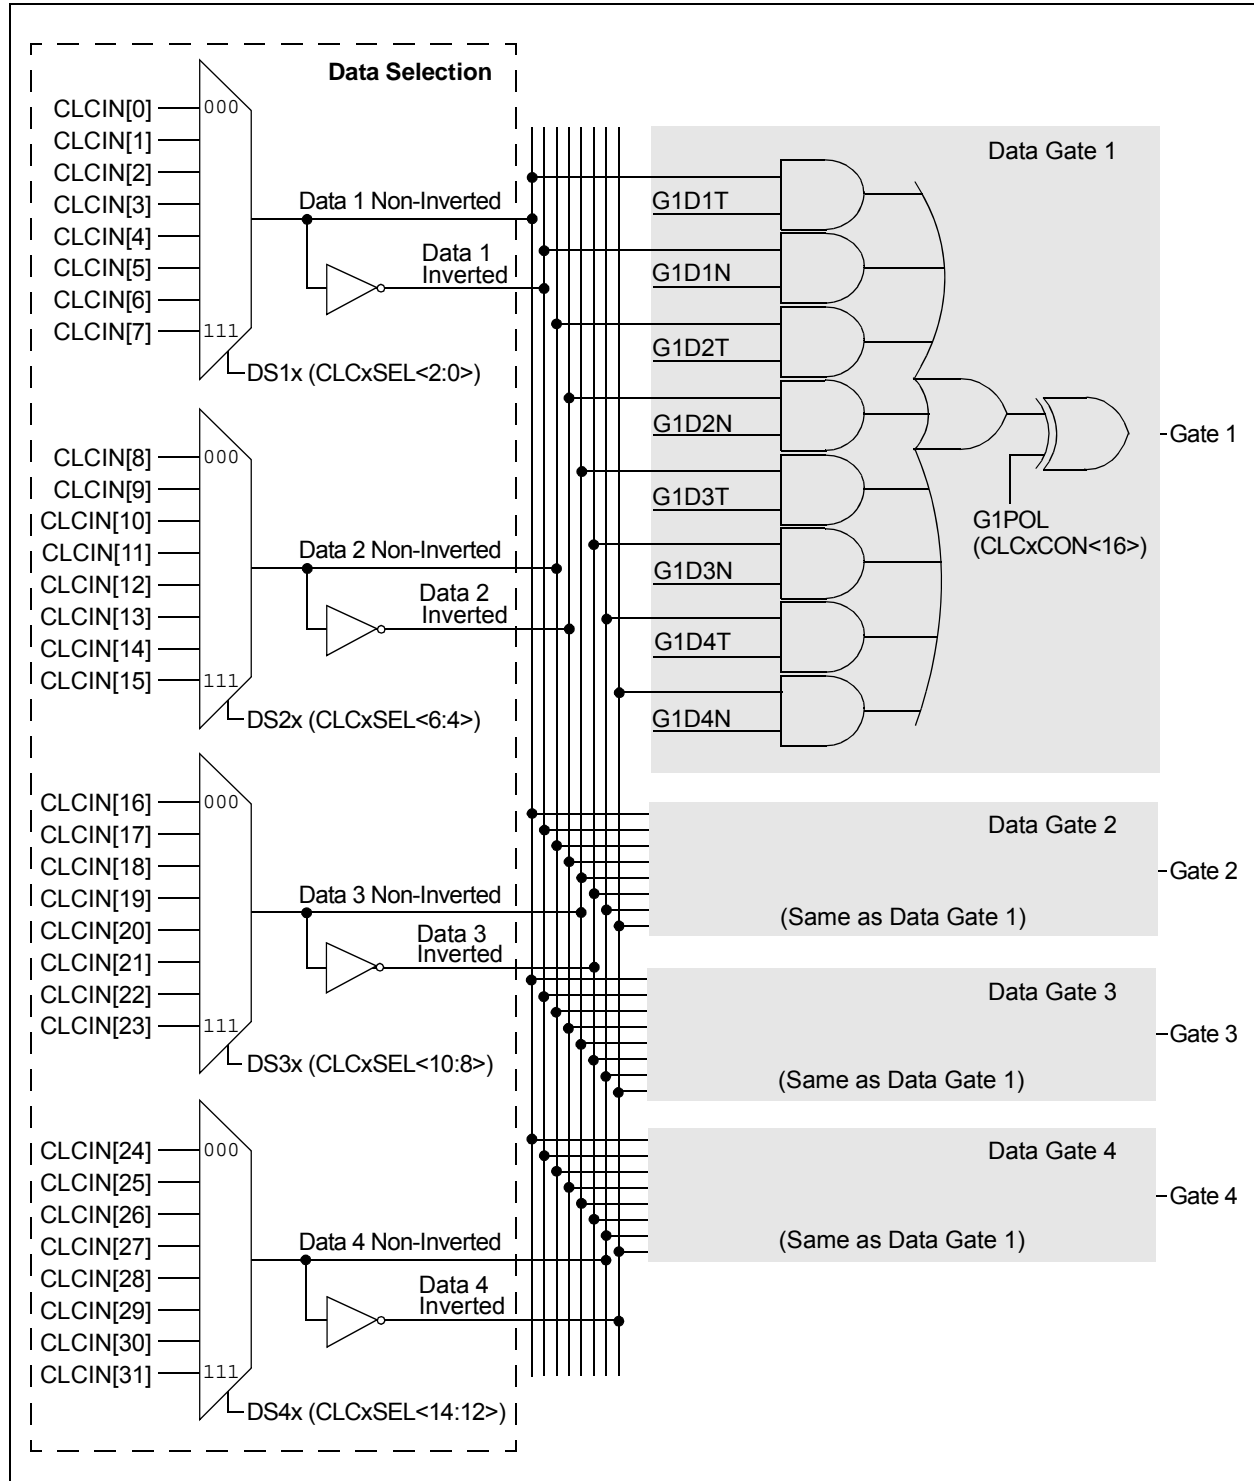 Data Selection
CLCIN[0]
CLCIN[1]
CLCIN[2]
CLCIN[3]
CLCIN[4]
CLCIN[5]
CLCIN[6]
CLCIN[7]
000
111
Data 1 Non-Inverted
Data 1
Inverted
DS1x (CLCxSEL<2:0>)
CLCIN[8]
CLCIN[9]
CLCIN[10]
CLCIN[11]
CLCIN[12]
CLCIN[13]
CLCIN[14]
CLCIN[15]
000
111
Data 2 Non-Inverted
Data 2
Inverted
DS2x (CLCxSEL<6:4>)
CLCIN[16]
CLCIN[17]
CLCIN[18]
CLCIN[19]
CLCIN[20]
CLCIN[21]
CLCIN[22]
CLCIN[23]
000
111
Data 3 Non-Inverted
Data 3
Inverted
DS3x (CLCxSEL<10:8>)
CLCIN[24]
CLCIN[25]
CLCIN[26]
CLCIN[27]
CLCIN[28]
CLCIN[29]
CLCIN[30]
CLCIN[31]
000
111
Data 4 Non-Inverted
Data 4
Inverted
DS4x (CLCxSEL<14:12>)
Data Gate 1
G1D1T
G1D1N
G1D2T
G1D2N
G1D3T
G1D3N
G1D4T
G1D4N
G1POL
(CLCxCON<16>)
Gate 1
Data Gate 2
(Same as Data Gate 1)
Gate 2
Data Gate 3
(Same as Data Gate 1)
Gate 3
Data Gate 4
(Same as Data Gate 1)
Gate 4